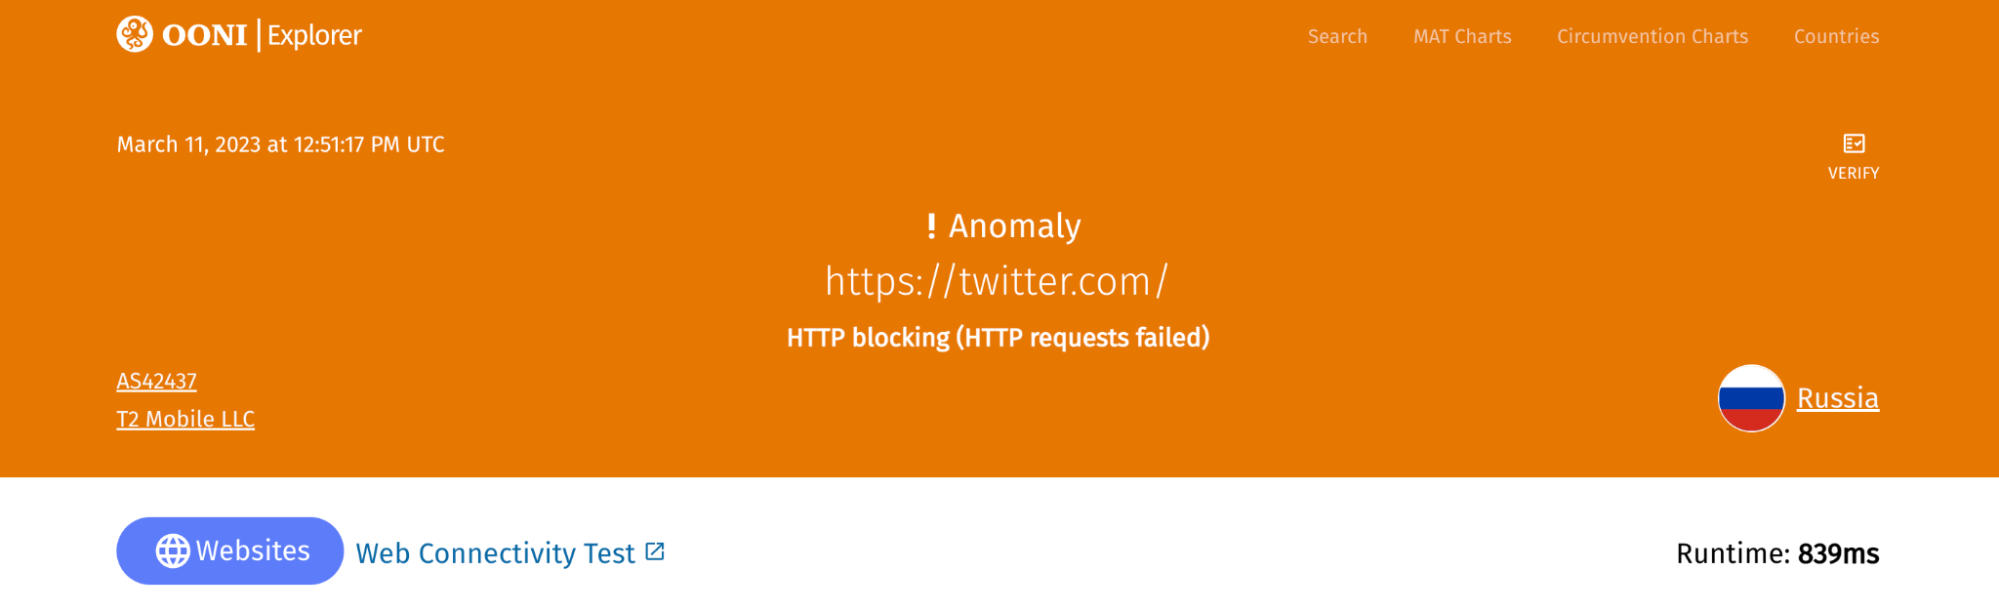 OONI | Explorer
Search MAT Charts Circumvention Charts Countries
March 11, 2023 at 12:51:17 PM UTC
VERIFY
! Anomaly
https://twitter.com/
HTTP blocking (HTTP requests failed)
AS42437
T2 Mobile LLC
Russia
Websites Web Connectivity Test Runtime: 839ms